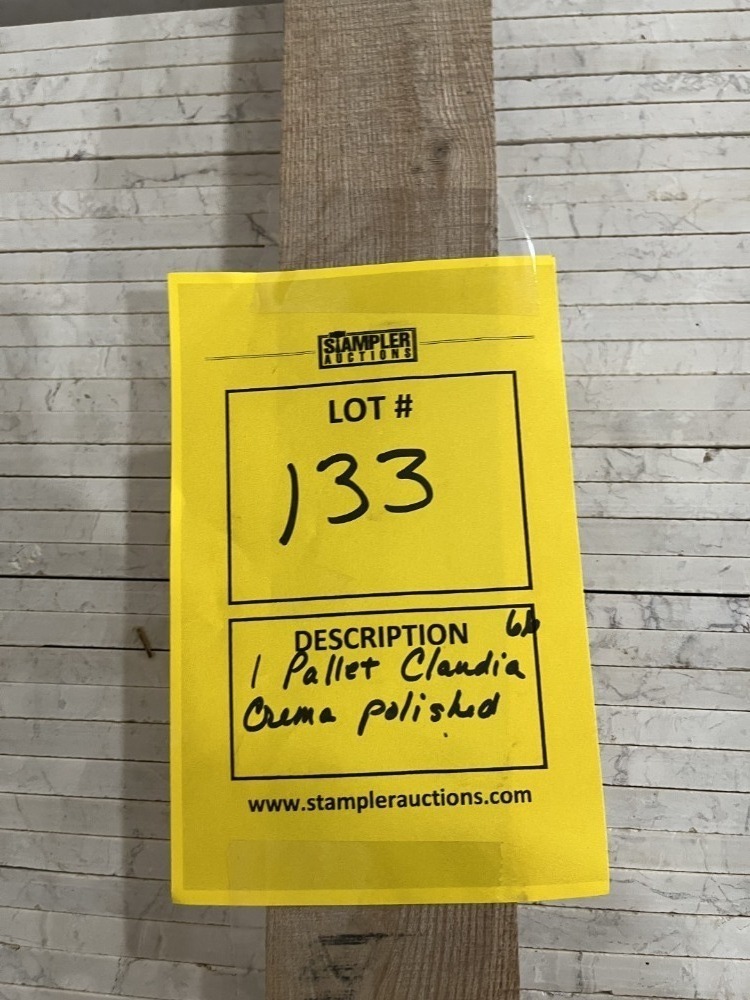 STAMPLER
AUCTIONS
LOT #
133
DESCRIPTION
1 Pallet Claudia
Crema polished
www.stamplerauctions.com